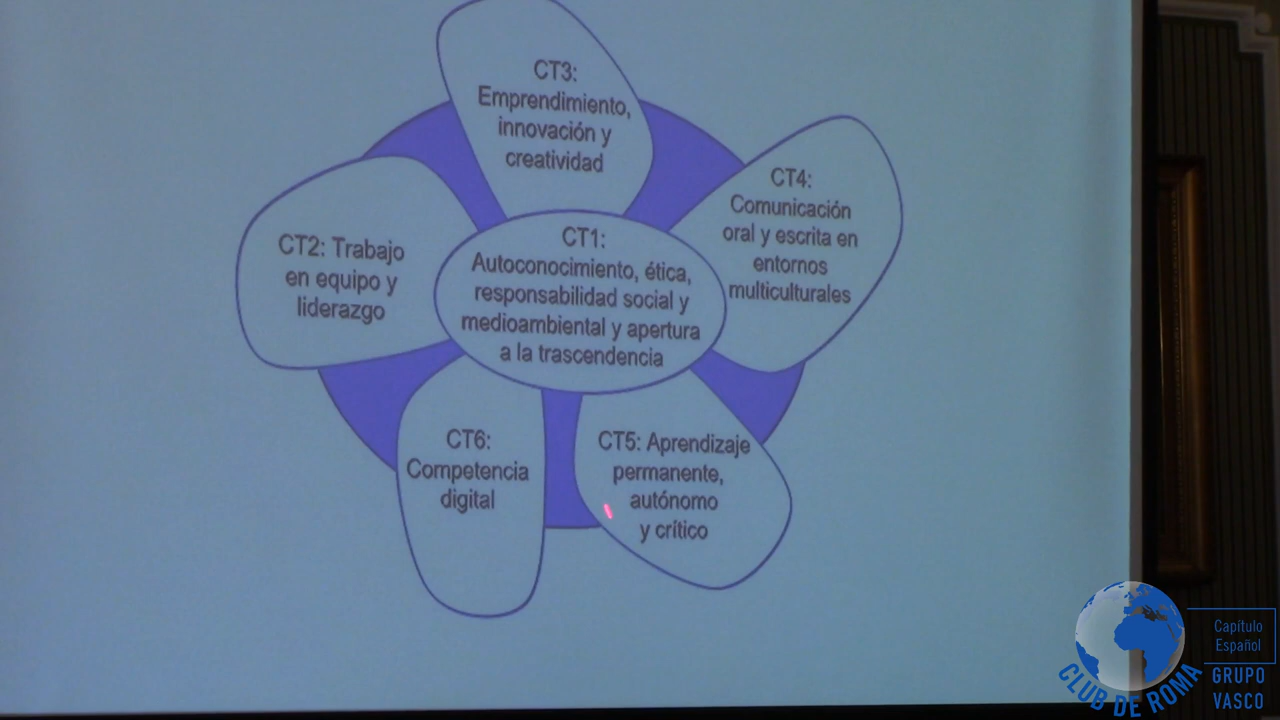 CT3:
Emprendimiento,
innovación y
creatividad
CT4:
Comunicación
oral y escrita en
entornos
multiculturales
CT2: Trabajo
en equipo y
liderazgo
CT1:
Autoconocimiento, ética,
responsabilidad social y
medioambiental y apertura
a la trascendencia
CT6:
Competencia
digital
CT5: Aprendizaje
permanente,
autónomo
y crítico
CLUB DE ROMA
Capítulo
Español
GRUPO
VASCO